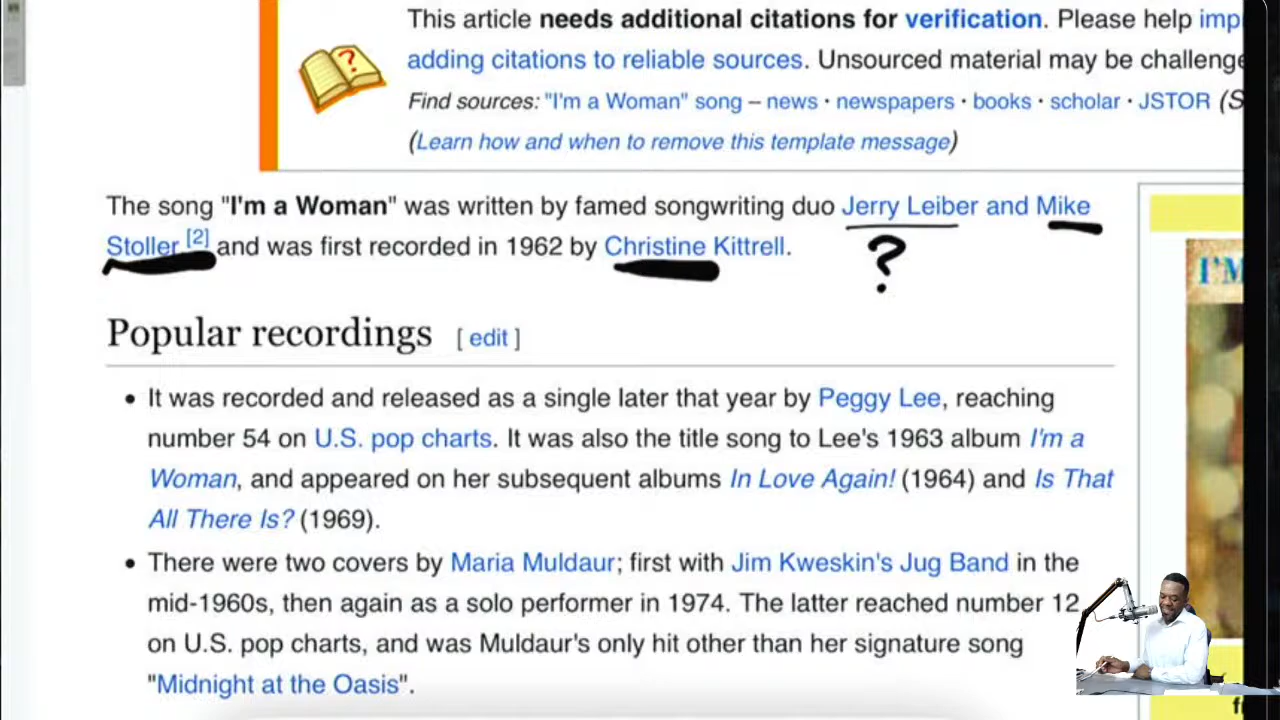 This article needs additional citations for verification. Please help imp
adding citations to reliable sources. Unsourced material may be challenge
Find sources: "I'm a Woman" song – news · newspapers · books · scholar · JSTOR (S
(Learn how and when to remove this template message)
The song "I'm a Woman" was written by famed songwriting duo Jerry Leiber and Mike
Stoller [2] and was first recorded in 1962 by Christine Kittrell.
?
I'M
Popular recordings [ edit ]
• It was recorded and released as a single later that year by Peggy Lee, reaching
number 54 on U.S. pop charts. It was also the title song to Lee's 1963 album I'm a
Woman, and appeared on her subsequent albums In Love Again! (1964) and Is That
All There Is? (1969).
• There were two covers by Maria Muldaur; first with Jim Kweskin's Jug Band in the
mid-1960s, then again as a solo performer in 1974. The latter reached number 12
on U.S. pop charts, and was Muldaur's only hit other than her signature song
"Midnight at the Oasis".